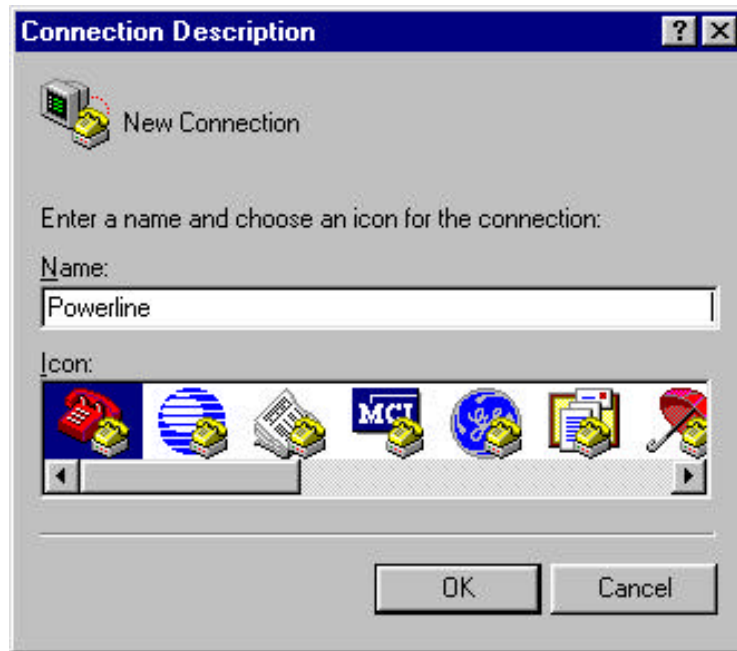 Connection Description
New Connection
Enter a name and choose an icon for the connection:
Name:
Powerline
Icon:
MCI
OK Cancel